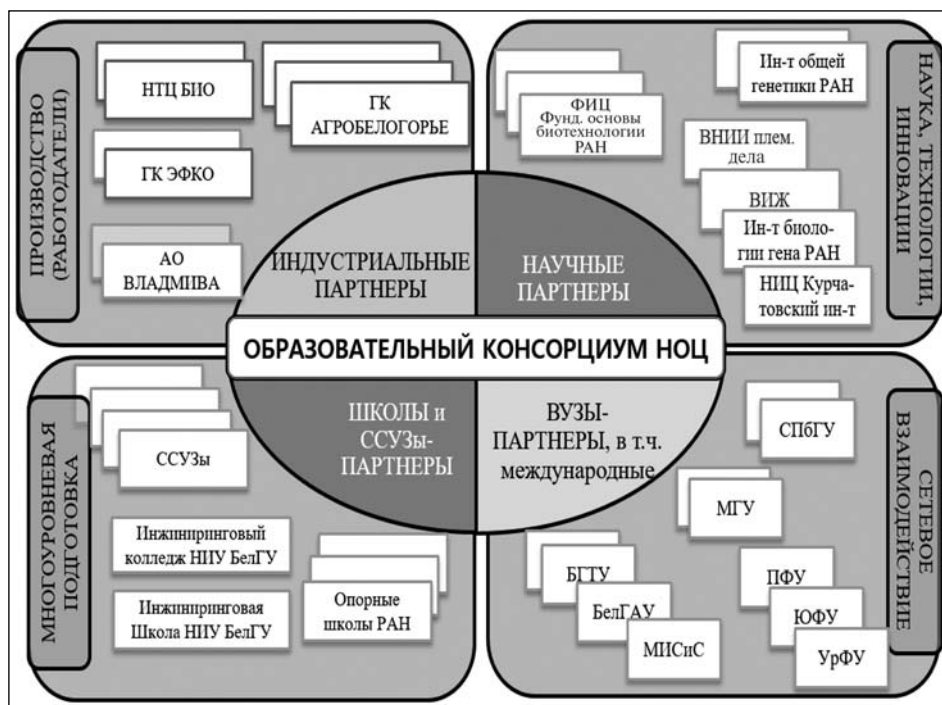 ПРОИЗВОДСТВО
(РАБОТОДАТЕЛИ)
НТЦ БИО
ГК
АГРОБЕЛОГОРЬЕ
ГК ЭФКО
АО
ВЛАДМИВА
ИНДУСТРИАЛЬНЫЕ
ПАРТНЕРЫ
НАУКА, ТЕХНОЛОГИИ,
ИННОВАЦИИ
Ин-т общей
генетики РАН
ФИЦ
Фунд. основы
биотехнологии
РАН
ВНИИ плем.
дела
ВИЖ
Ин-т биоло-
гии гена РАН
НИЦ Курча-
товский ин-т
НАУЧНЫЕ
ПАРТНЕРЫ
ОБРАЗОВАТЕЛЬНЫЙ КОНСОРЦИУМ НОЦ
МНОГОУРОВНЕВАЯ
ПОДГОТОВКА
ССУЗы
Инжиниринговый
колледж НИУ БелГУ
Инжиниринговая
Школа НИУ БелГУ
Опорные
школы РАН
ШКОЛЫ и
ССУЗы-
ПАРТНЕРЫ
ВУЗЫ-
ПАРТНЕРЫ, в т.ч.
международные
СЕТЕВОЕ
ВЗАИМОДЕЙСТВИЕ
СПбГУ
МГУ
БГТУ
БелГАУ
МИСиС
ПФУ
ЮФУ
УрФУ